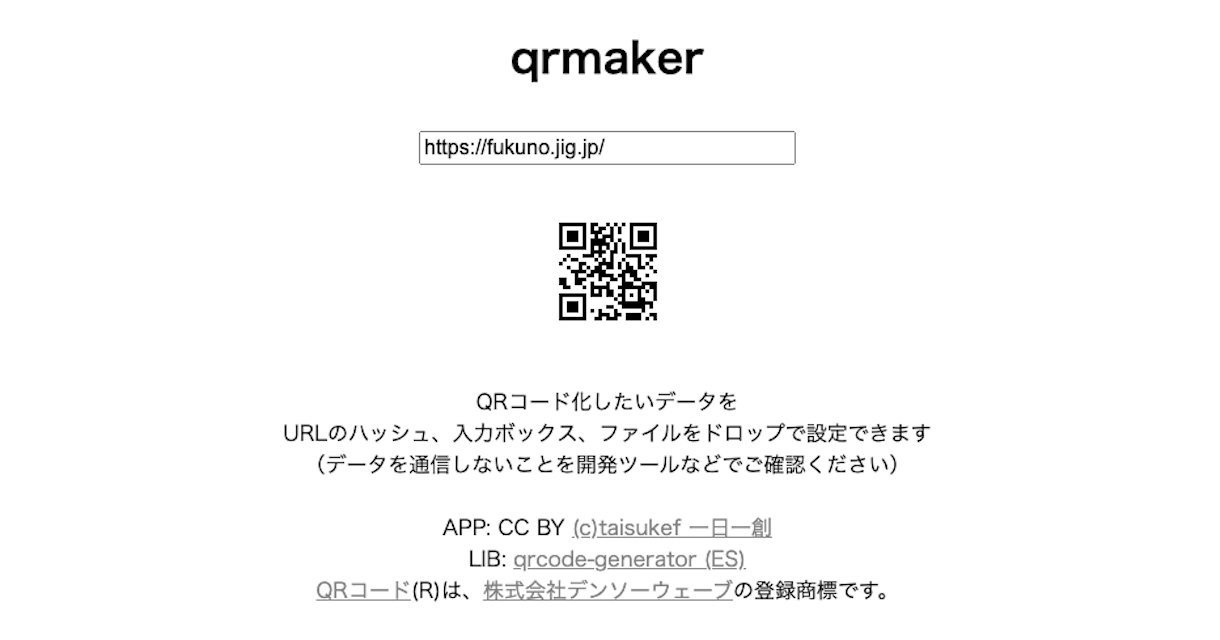 qrmaker
https://fukuno.jig.jp/
QRコード化したいデータを
URLのハッシュ、入力ボックス、ファイルをドロップで設定できます
（データを通信しないことを開発ツールなどでご確認ください）
APP: CC BY (c)taisukef 一日一創
LIB: qrcode-generator (ES)
QRコード(R)は、株式会社デンソーウェーブの登録商標です。